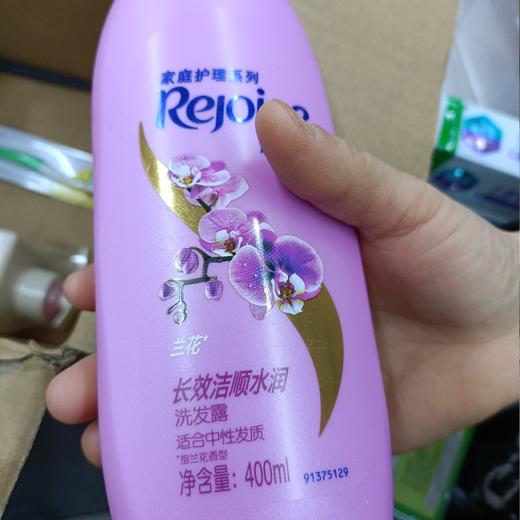 家庭护理系列
Rejoice
兰花*
长效洁顺水润
洗发露
适合中性发质
*指兰花香型
净含量:400ml
91375129